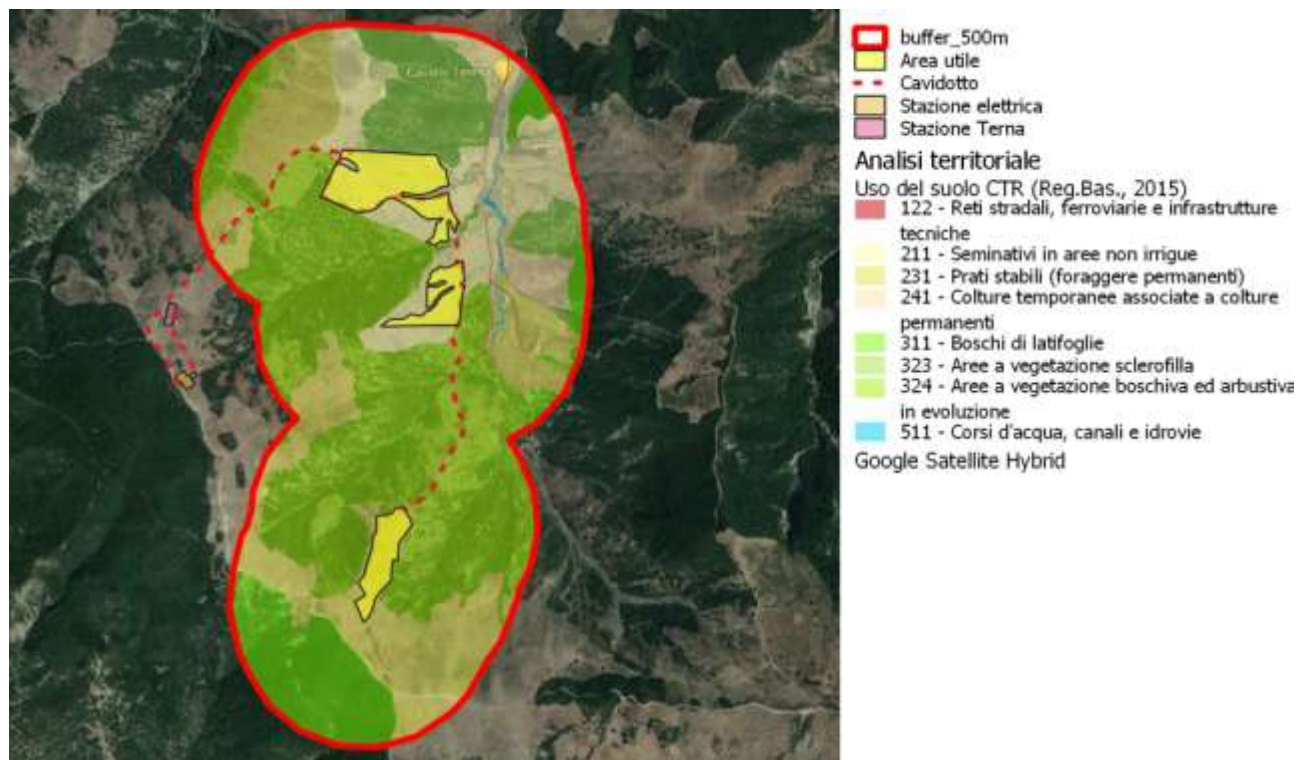 buffer_500m
Area utile
Cavidotto
Stazione elettrica
Stazione Terna
Analisi territoriale
Uso del suolo CTR (Reg.Bas., 2015)
122 - Reti stradali, ferroviarie e infrastrutture
tecniche
211 - Seminativi in aree non irrigue
231 - Prati stabili (foraggere permanenti)
241 - Colture temporanee associate a colture
permanenti
311 - Boschi di latifoglie
323 - Aree a vegetazione sclerofilla
324 - Aree a vegetazione boschiva ed arbustiva
in evoluzione
511 - Corsi d'acqua, canali e idrovie
Google Satellite Hybrid